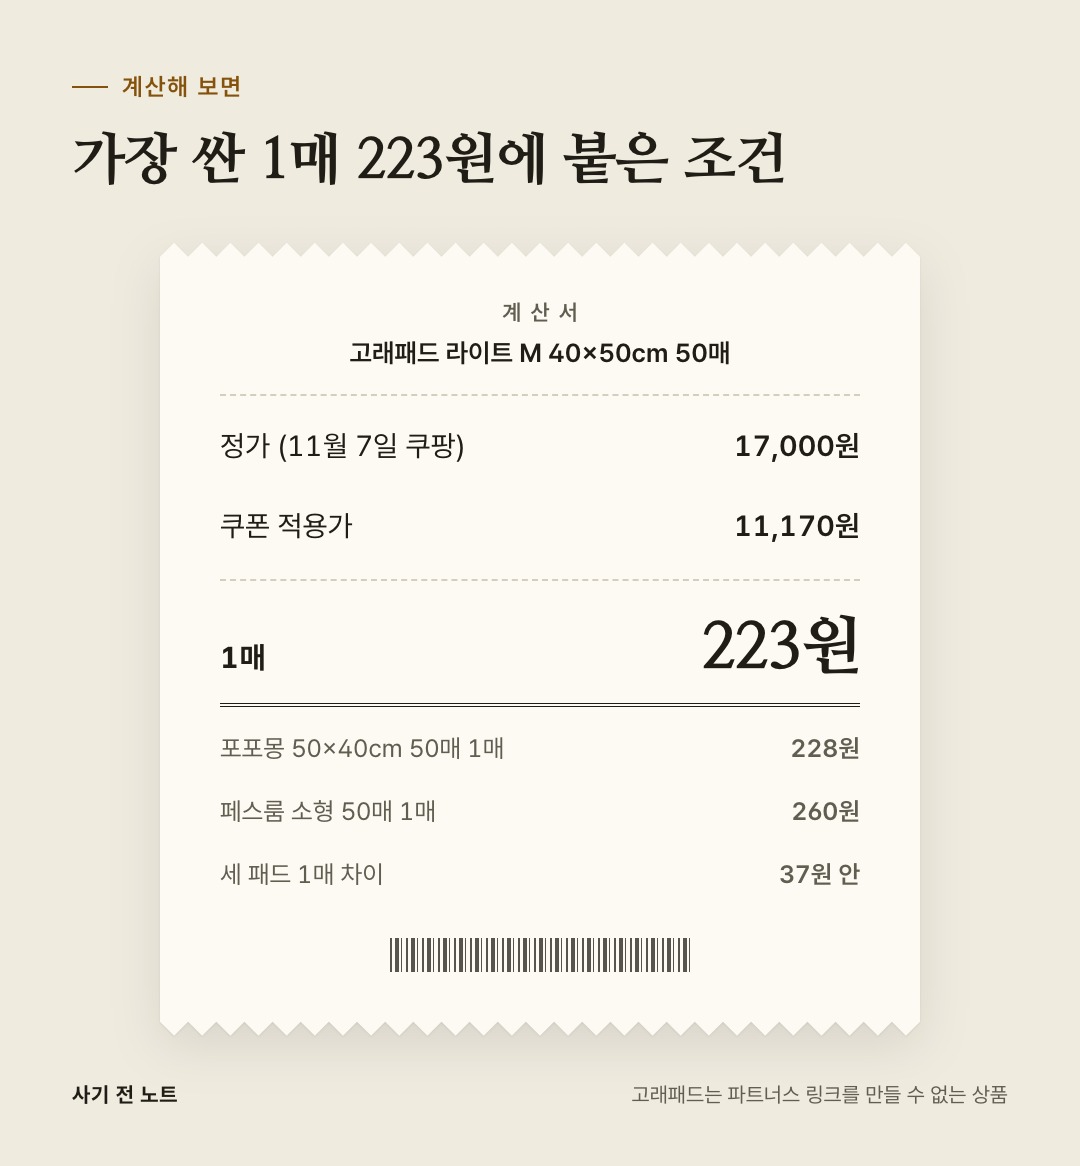 계산해 보면
가장 싼 1매 223원에 붙은 조건
계산서
고래패드 라이트 M 40×50cm 50매
정가 (11월 7일 쿠팡) 17,000원
쿠폰 적용가 11,170원
1매 223원
포포몽 50×40cm 50매 1매 228원
페스룸 소형 50매 1매 260원
세 패드 1매 차이 37원 안
사기 전 노트 고래패드는 파트너스 링크를 만들 수 없는 상품